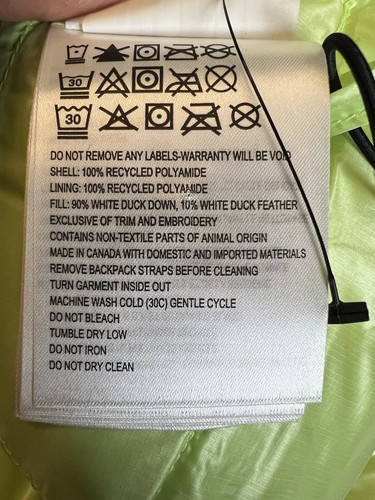 30
30
DO NOT REMOVE ANY LABELS-WARRANTY WILL BE VOID
SHELL: 100% RECYCLED POLYAMIDE
LINING: 100% RECYCLED POLYAMIDE
FILL: 90% WHITE DUCK DOWN, 10% WHITE DUCK FEATHER
EXCLUSIVE OF TRIM AND EMBROIDERY
CONTAINS NON-TEXTILE PARTS OF ANIMAL ORIGIN
MADE IN CANADA WITH DOMESTIC AND IMPORTED MATERIALS
REMOVE BACKPACK STRAPS BEFORE CLEANING
TURN GARMENT INSIDE OUT
MACHINE WASH COLD (30C) GENTLE CYCLE
DO NOT BLEACH
TUMBLE DRY LOW
DO NOT IRON
DO NOT DRY CLEAN